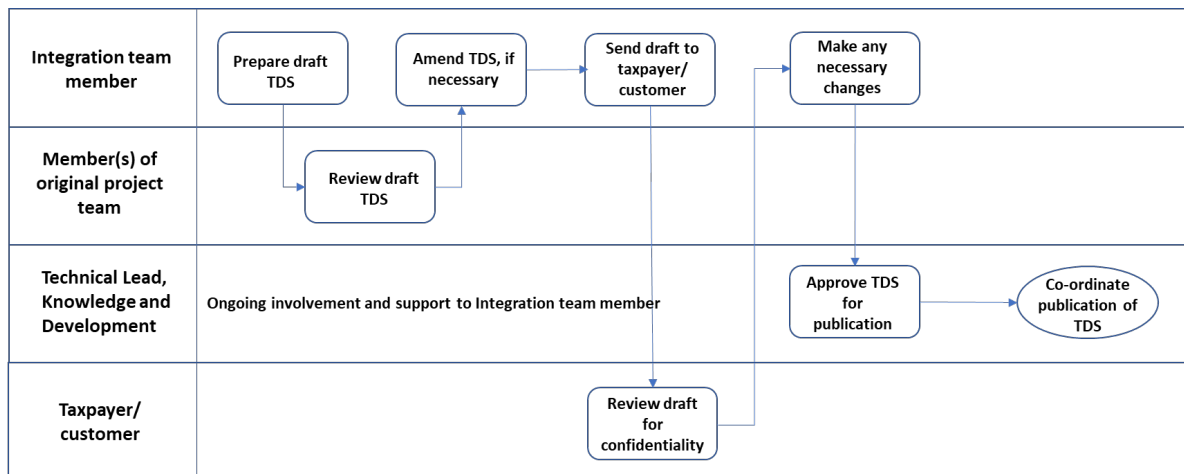 Integration team
member
Prepare draft
TDS
Amend TDS, if
necessary
Send draft to
taxpayer/
customer
Make any
necessary
changes
Member(s) of
original project
team
Review draft
TDS
Technical Lead,
Knowledge and
Development
Ongoing involvement and support to Integration team member
Approve TDS
for
publication
Co-ordinate
publication of
TDS
Taxpayer/
customer
Review draft
for
confidentiality